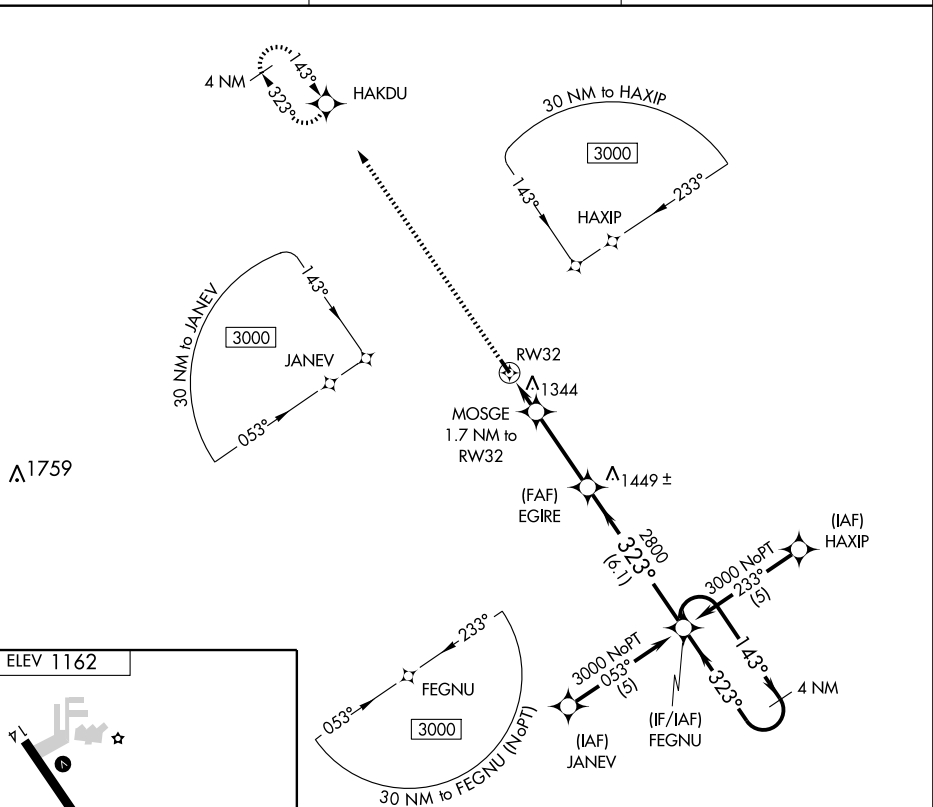 4 NM
143°
323°
HAKDU
30 NM to HAXIP
3000
143°
233°
HAXIP
30 NM to JANEV
143°
3000
JANEV
053°
RW32
1344
MOSGE
1.7 NM to
RW32
1759
1449 ±
(FAF)
EGIRE
2800
323°
(6.1)
(IAF)
HAXIP
3000 NoPT
233°
(5)
233°
053°
FEGNU
3000
30 NM to FEGNU (NoPT)
3000 NoPT
053°
(5)
143°
323°
4 NM
(IF/IAF)
FEGNU
(IAF)
JANEV
ELEV 1162
14
V